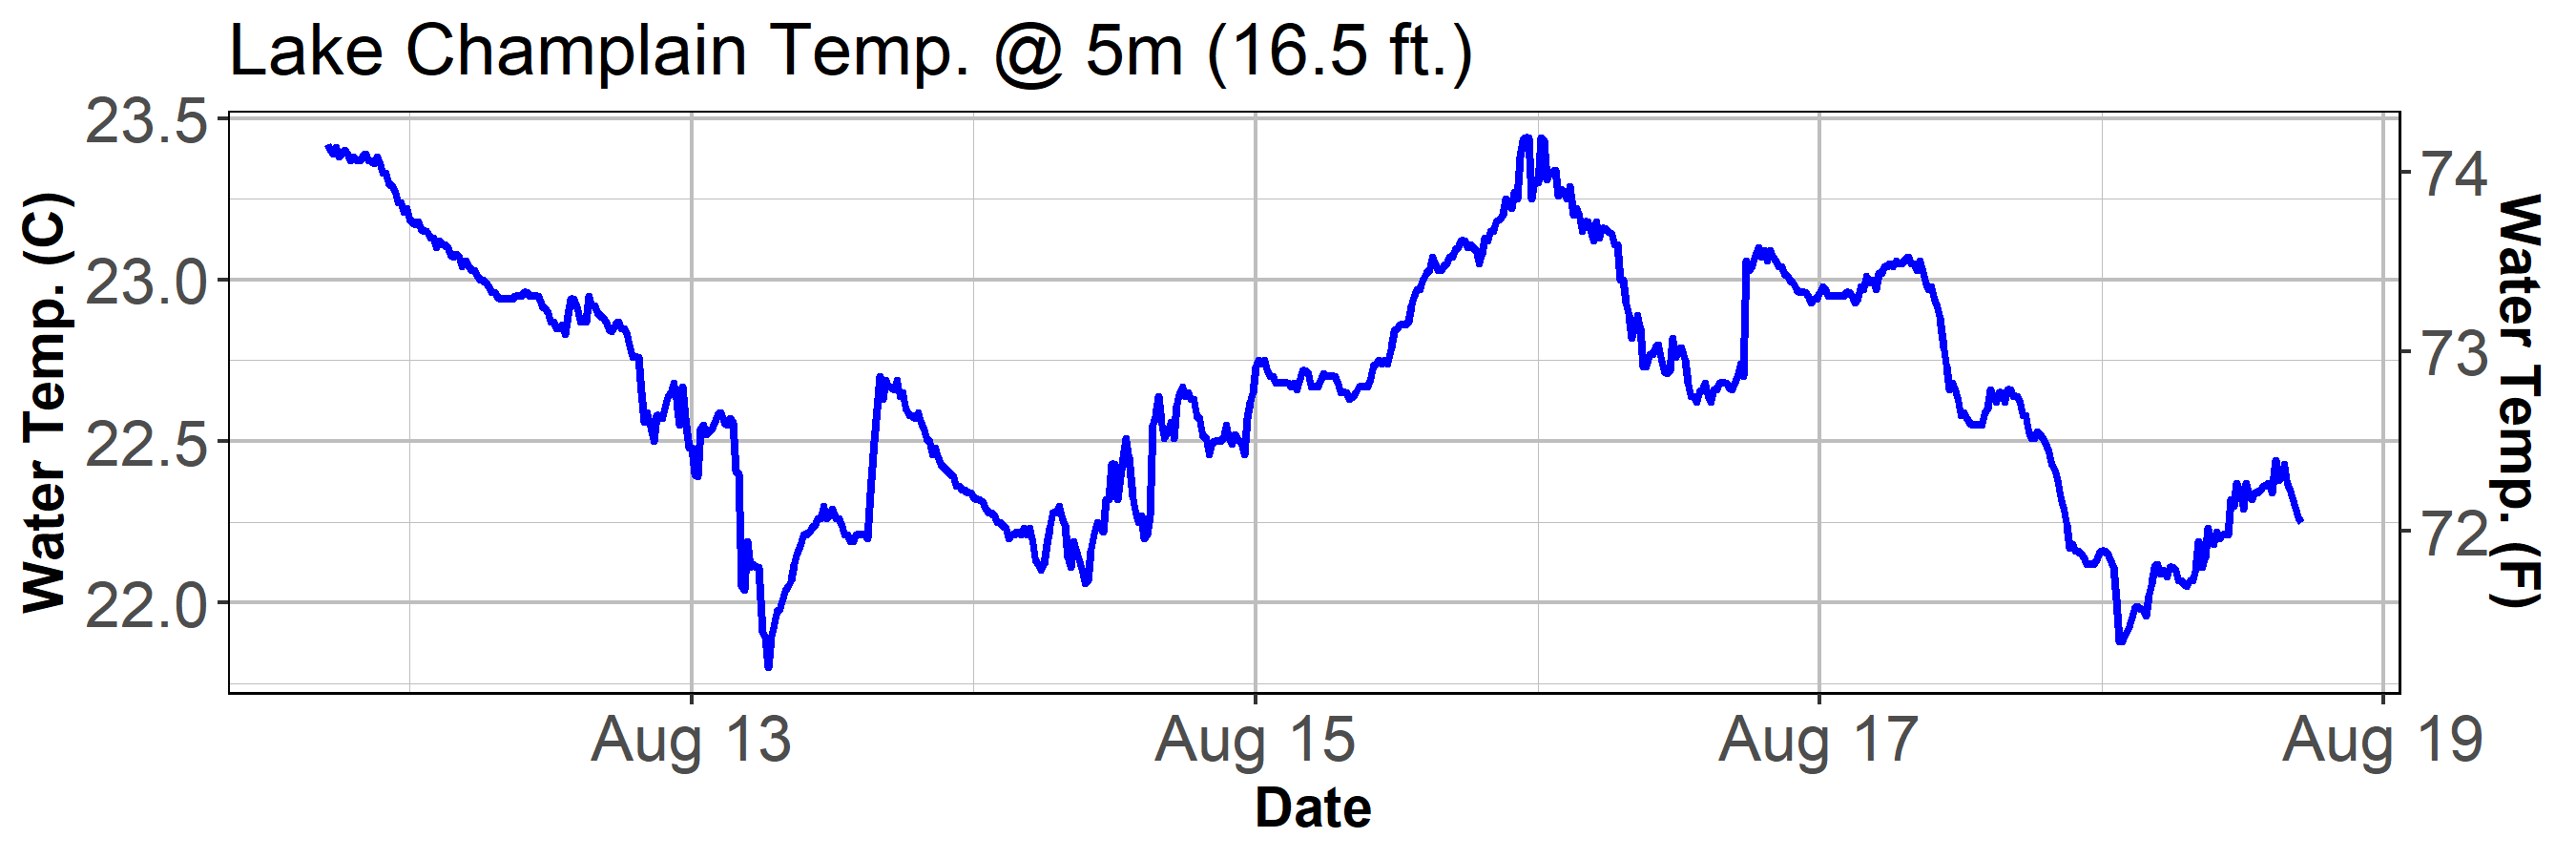 Lake Champlain Temp. @ 5m (16.5 ft.)
Water Temp. (C)
23.5
23.0
22.5
22.0
74
73
72
Water Temp. (F)
Aug 13
Aug 15
Aug 17
Aug 19
Date